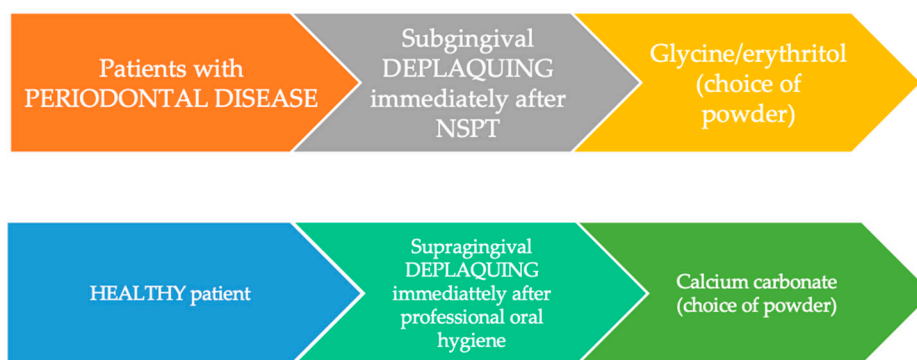 Patients with
PERIODONTAL DISEASE
Subgingival
DEPLAQUING
immediately after
NSPT
Glycine/erythritol
(choice of
powder)
HEALTHY patient
Supragingival
DEPLAQUING
immediattely after
professional oral
hygiene
Calcium carbonate
(choice of powder)